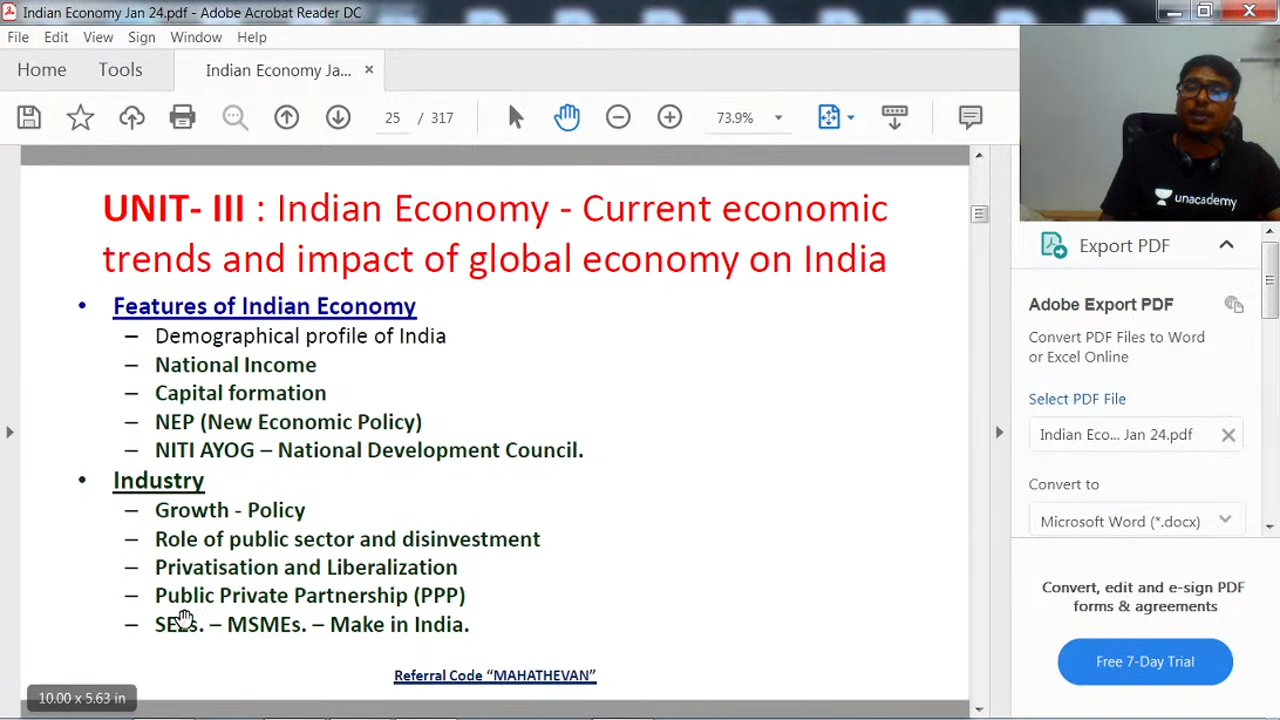 Indian Economy Jan 24.pdf - Adobe Acrobat Reader DC
File Edit View Sign Window Help
Home Tools Indian Economy Ja... ×
25 / 317 73.9%
UNIT- III : Indian Economy - Current economic
trends and impact of global economy on India
• Features of Indian Economy
– Demographical profile of India
– National Income
– Capital formation
– NEP (New Economic Policy)
– NITI AYOG – National Development Council.
• Industry
– Growth - Policy
– Role of public sector and disinvestment
– Privatisation and Liberalization
– Public Private Partnership (PPP)
– SEZs. – MSMEs. – Make in India.
Referral Code “MAHATHEVAN”
10.00 x 5.63 in
unacademy
Export PDF
Adobe Export PDF
Convert PDF Files to Word
or Excel Online
Select PDF File
Indian Eco... Jan 24.pdf
Convert to
Microsoft Word (*.docx)
Convert, edit and e-sign PDF
forms & agreements
Free 7-Day Trial